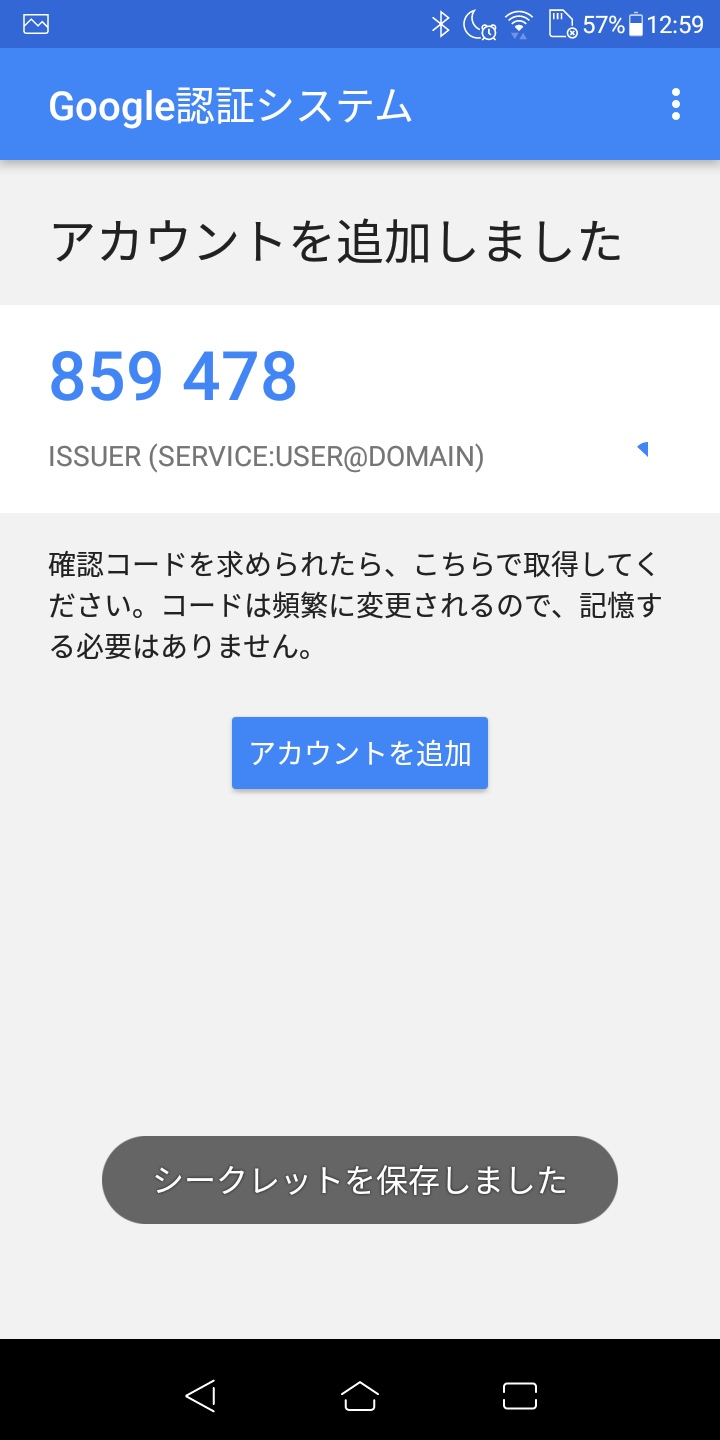 57% 12:59
Google認証システム
アカウントを追加しました
859 478
ISSUER (SERVICE:USER@DOMAIN)
確認コードを求められたら、こちらで取得してく
ださい。コードは頻繁に変更されるので、記憶す
る必要はありません。
アカウントを追加
シークレットを保存しました